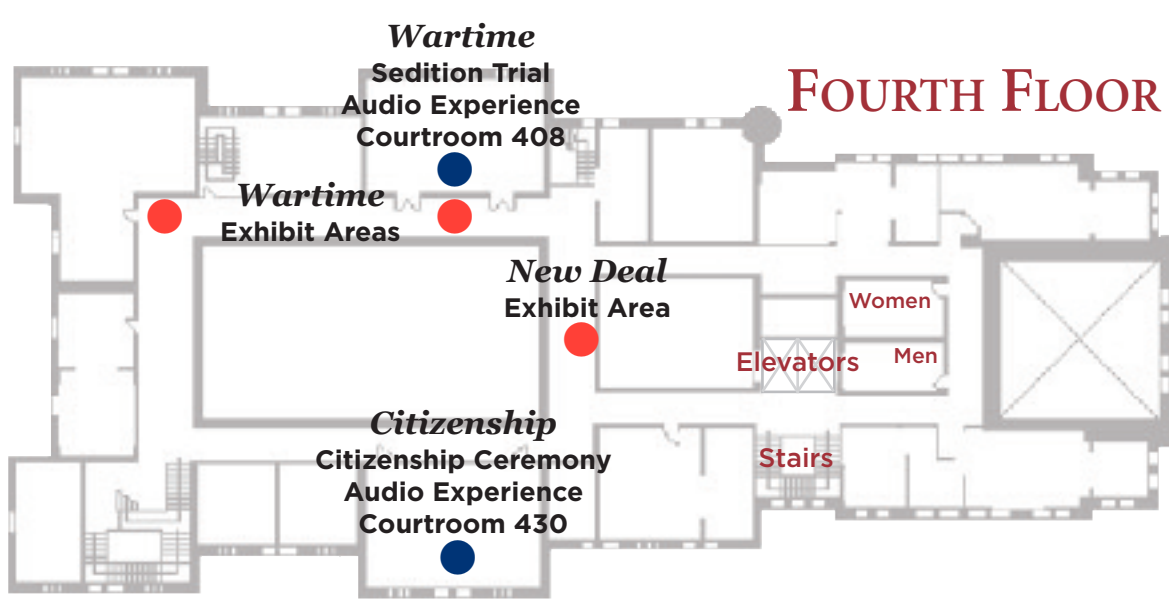 Wartime
Sedition Trial
Audio Experience
Courtroom 408
FOURTH FLOOR
Wartime
Exhibit Areas
New Deal
Exhibit Area
Women
Men
Elevators
Citizenship
Citizenship Ceremony
Audio Experience
Courtroom 430
Stairs